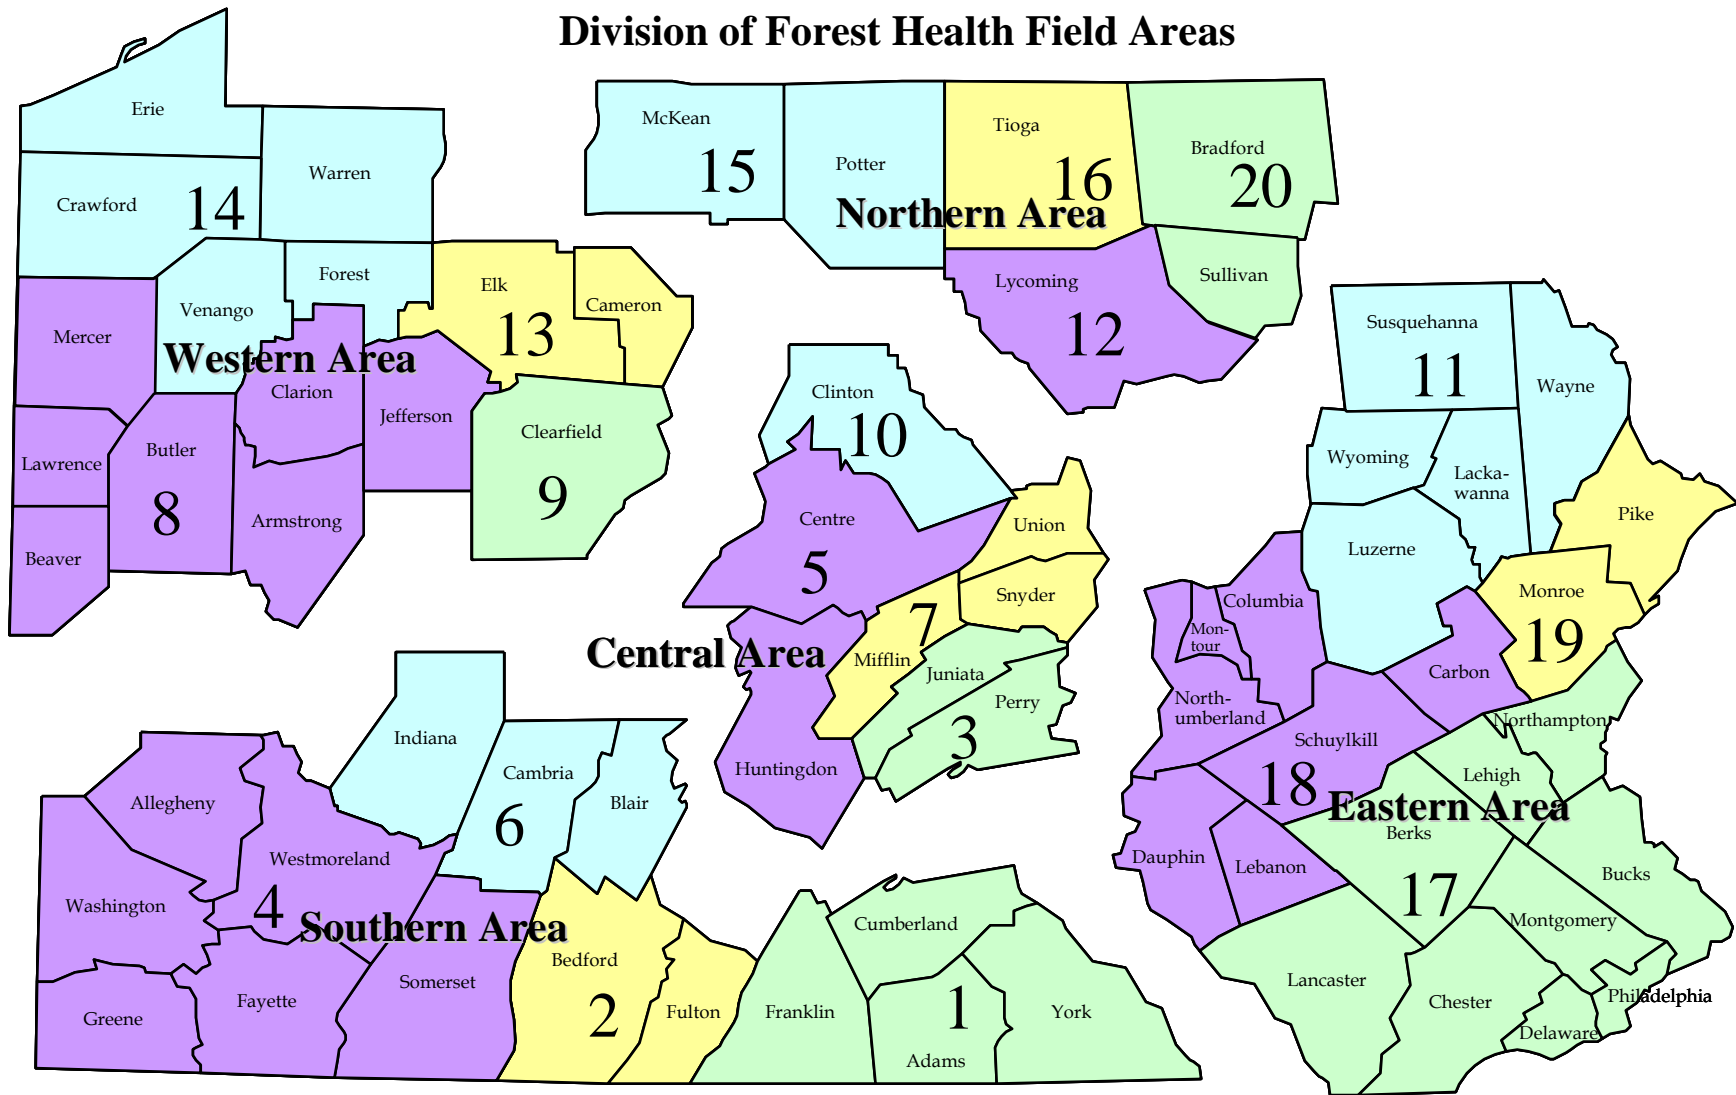 Division of Forest Health Field Areas
Erie
Warren
Crawford
14
Forest
Venango
Mercer
Elk
Cameron
13
Western Area
Clarion
Jefferson
Clearfield
9
Lawrence
Butler
8
Armstrong
Beaver
McKean
15
Potter
Tioga
16
Bradford
20
Northern Area
Sullivan
Lycoming
12
Clinton
10
Centre
5
Union
Snyder
7
Mifflin
Central Area
Juniata
Perry
3
Huntingdon
Susquehanna
11
Wayne
Wyoming
Lacka-
wanna
Pike
Luzerne
Monroe
19
Columbia
Mon-
tour
Carbon
North-
umberland
Northampton
Schuylkill
18
Lehigh
Eastern Area
Berks
Dauphin
Lebanon
17
Bucks
Montgomery
Lancaster
Chester
Philadelphia
Delaware
Indiana
Cambria
6
Blair
Allegheny
Westmoreland
Washington
4
Southern Area
Bedford
2
Somerset
Fayette
Greene
Fulton
Cumberland
Franklin
1
Adams
York